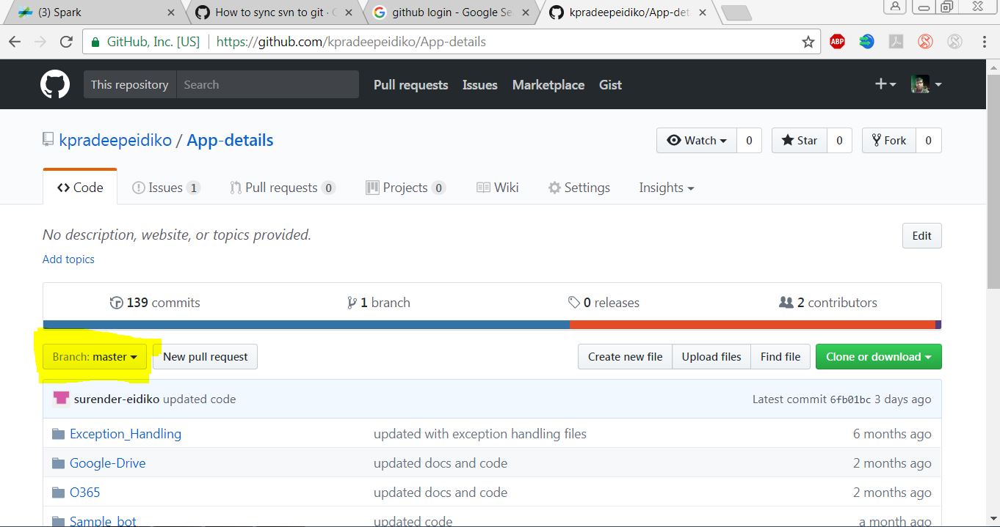 (3) Spark
How to sync svn to git ·
github login - Google Se
kpradeepeidiko/App-det
GitHub, Inc. [US] https://github.com/kpradeepeidiko/App-details
ABP
This repository Search Pull requests Issues Marketplace Gist
kpradeepeidiko / App-details
Watch 0 Star 0 Fork 0
Code Issues 1 Pull requests 0 Projects 0 Wiki Settings Insights
No description, website, or topics provided.
Edit
Add topics
139 commits 1 branch 0 releases 2 contributors
Branch: master New pull request Create new file Upload files Find file Clone or download
surender-eidiko updated code Latest commit 6fb01bc 3 days ago
Exception_Handling updated with exception handling files 6 months ago
Google-Drive updated docs and code 2 months ago
O365 updated docs and code 2 months ago
Sample_bot updated code a month ago